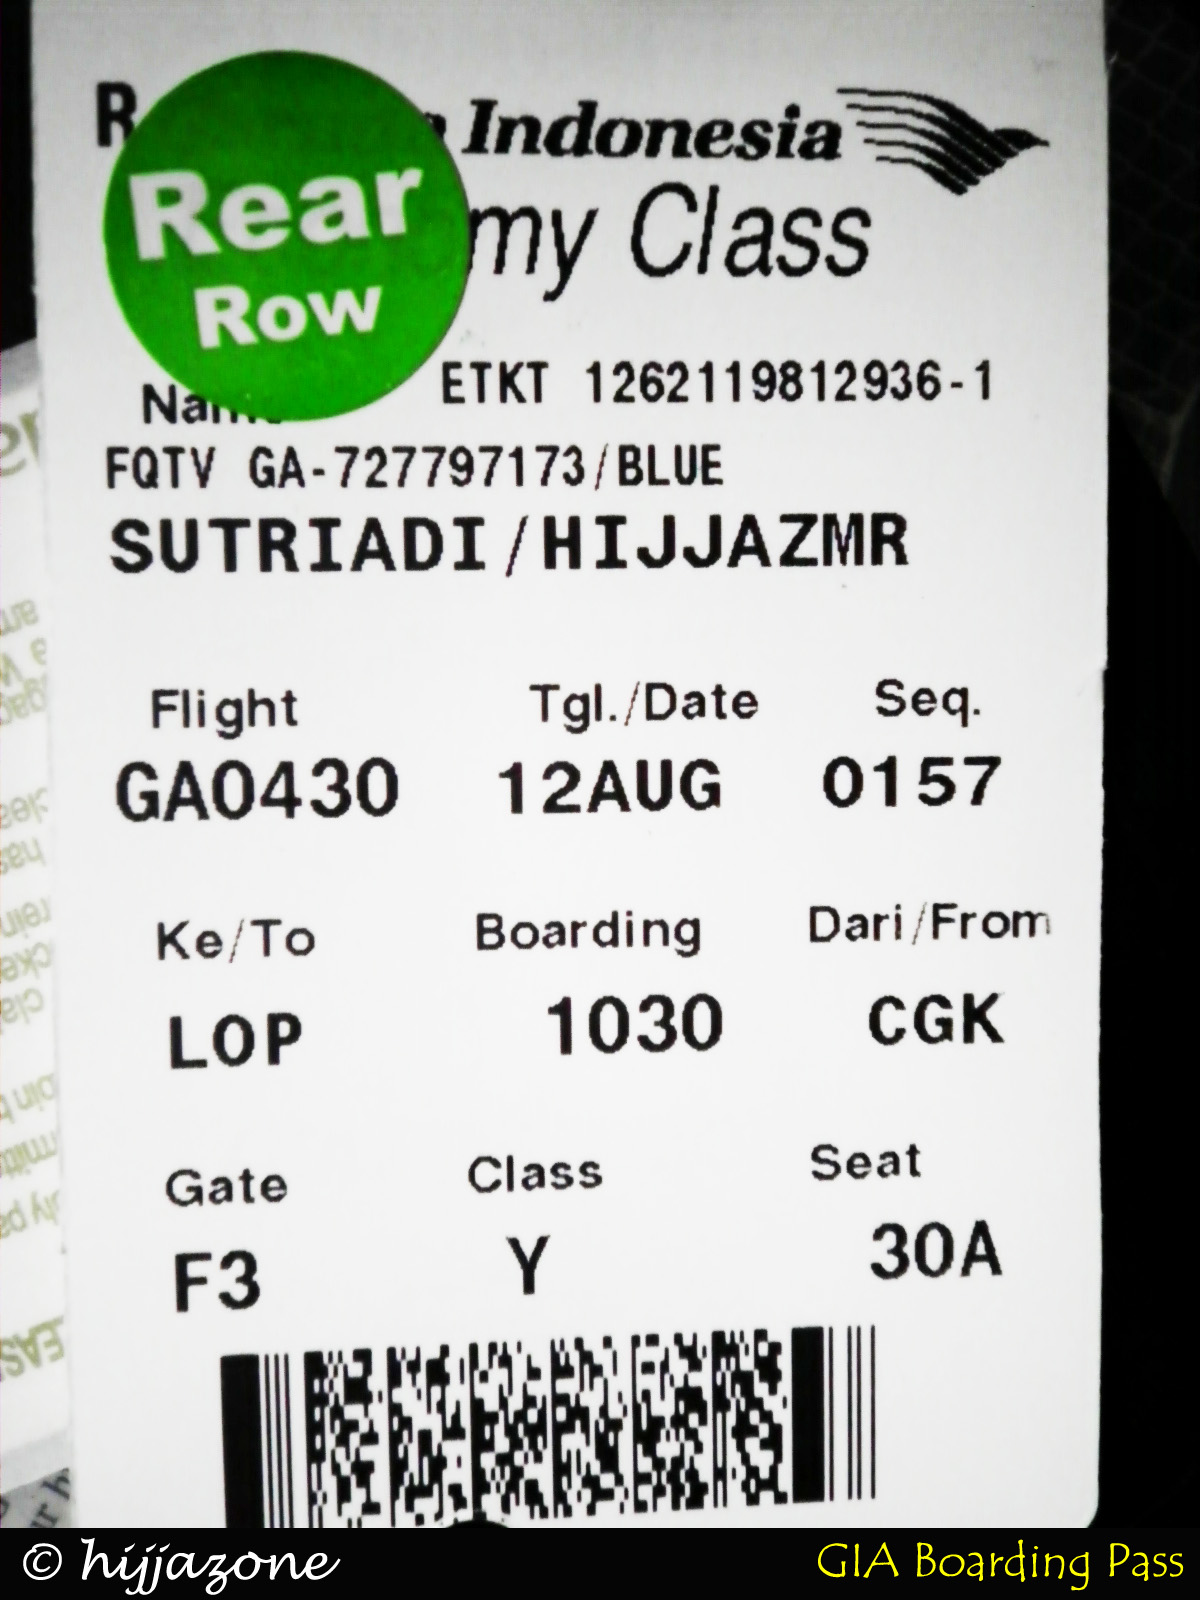 Indonesia
my Class
Rear
Row
ETKT 1262119812936-1
FQTV GA-727797173/BLUE
SUTRIADI/HIJJAZMR
Flight Tgl./Date Seq.
GA0430 12AUG 0157
Ke/To Boarding Dari/From
LOP 1030 CGK
Gate Class Seat
F3 Y 30A
© hijjazone GIA Boarding Pass